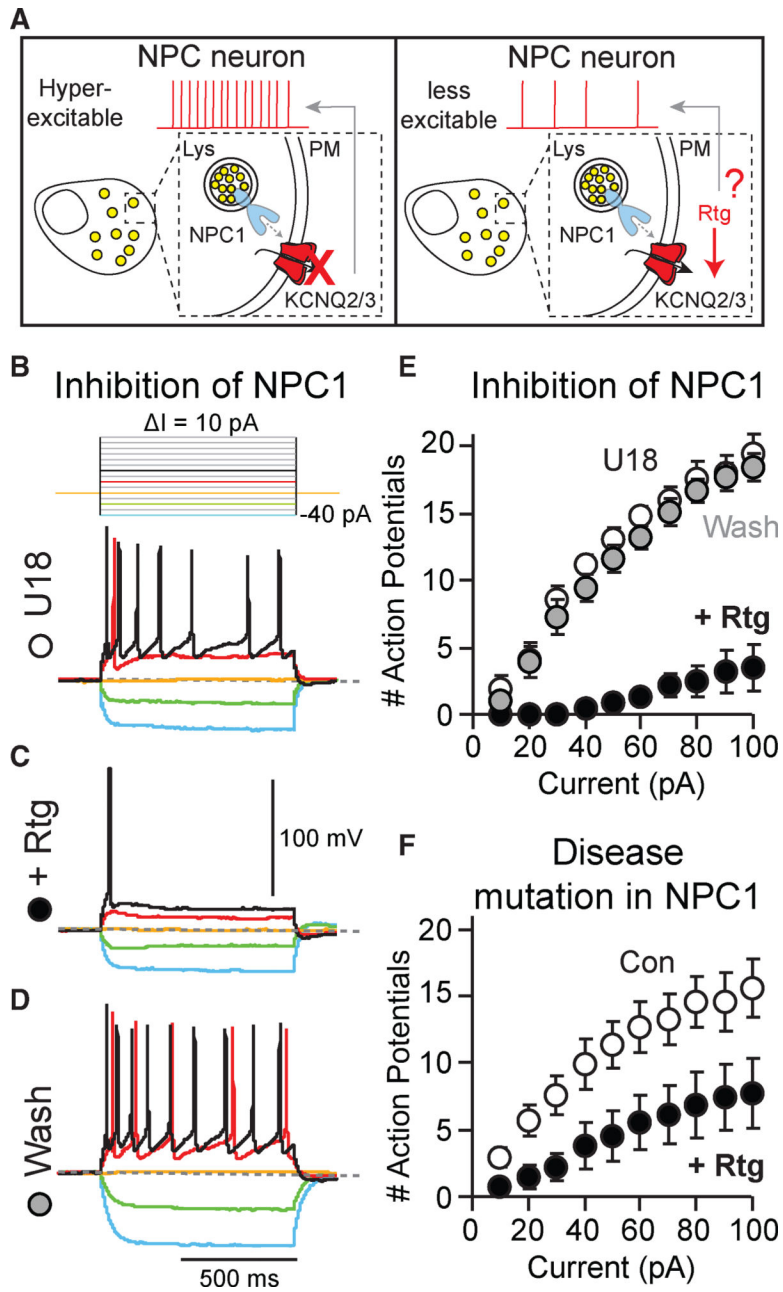 A
NPC neuron
Hyper-
excitable
Lys
PM
NPC1
X
KCNQ2/3
NPC neuron
less
excitable
Lys
PM
?
Rtg
NPC1
KCNQ2/3
B
Inhibition of NPC1
ΔI = 10 pA
-40 pA
U18
C
+ Rtg
100 mV
D
Wash
500 ms
E
Inhibition of NPC1
# Action Potentials
20
15
10
5
0
U18
Wash
+ Rtg
0
20
40
60
80
100
Current (pA)
F
Disease
mutation in NPC1
# Action Potentials
20
15
10
5
0
Con
+ Rtg
0
20
40
60
80
100
Current (pA)